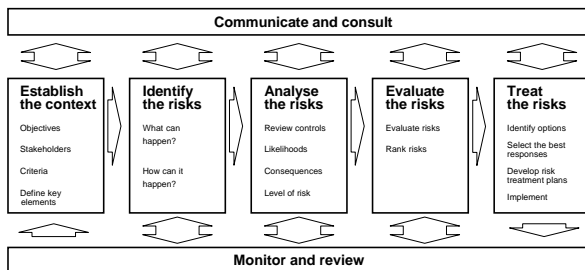 Communicate and consult
Establish
the context
Objectives
Stakeholders
Criteria
Define key
elements
Identify
the risks
What can
happen?
How can it
happen?
Analyse
the risks
Review controls
Likelihoods
Consequences
Level of risk
Evaluate
the risks
Evaluate risks
Rank risks
Treat
the risks
Identify options
Select the best
responses
Develop risk
treatment plans
Implement
Monitor and review